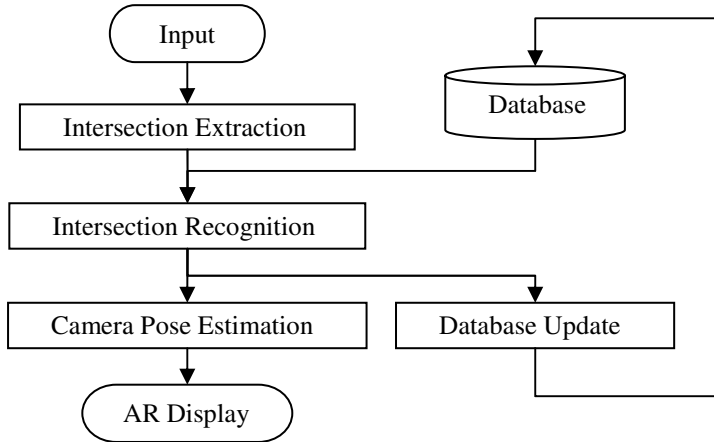 Input
Database
Intersection Extraction
Intersection Recognition
Camera Pose Estimation
Database Update
AR Display